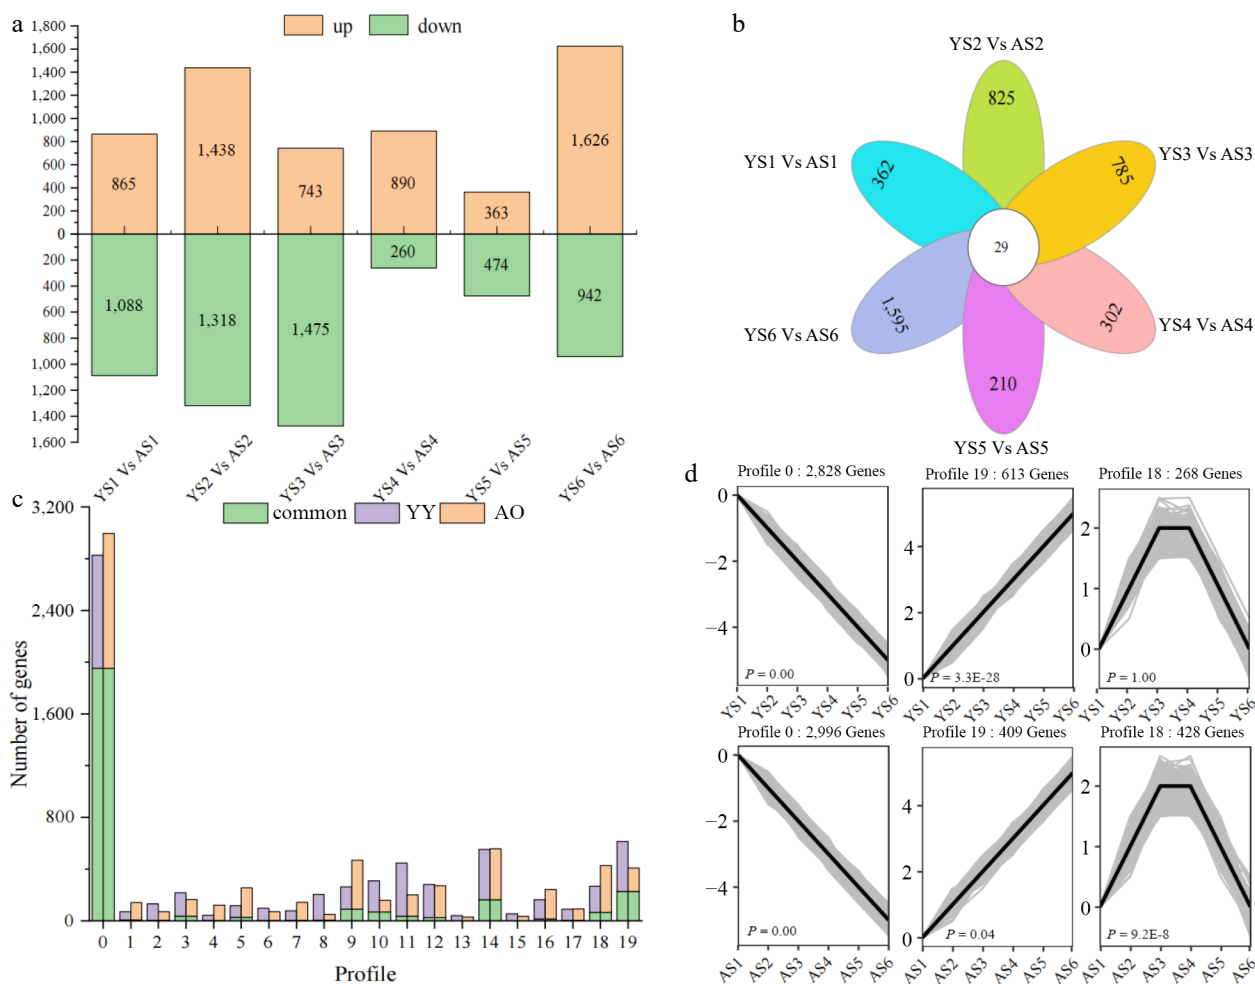 a
up
down
1,800
1,600
1,400
1,200
1,000
800
600
400
200
0
200
400
600
800
1,000
1,200
1,400
1,600
865
1,438
743
890
363
1,626
1,088
1,318
1,475
260
474
942
YS1 Vs AS1
YS2 Vs AS2
YS3 Vs AS3
YS4 Vs AS4
YS5 Vs AS5
YS6 Vs AS6
b
YS2 Vs AS2
825
YS1 Vs AS1
362
YS3 Vs AS3
785
29
YS6 Vs AS6
1,595
YS4 Vs AS4
302
210
YS5 Vs AS5
c
common
YY
AO
Number of genes
3,200
2,400
1,600
800
0
0 1 2 3 4 5 6 7 8 9 10 11 12 13 14 15 16 17 18 19
Profile
d
Profile 0 : 2,828 Genes
0
−2
−4
P = 0.00
YS1 YS2 YS3 YS4 YS5 YS6
Profile 19 : 613 Genes
4
2
0
P = 3.3E-28
YS1 YS2 YS3 YS4 YS5 YS6
Profile 18 : 268 Genes
2
1
0
P = 1.00
YS1 YS2 YS3 YS4 YS5 YS6
Profile 0 : 2,996 Genes
0
−2
−4
P = 0.00
AS1 AS2 AS3 AS4 AS5 AS6
Profile 19 : 409 Genes
4
2
0
P = 0.04
AS1 AS2 AS3 AS4 AS5 AS6
Profile 18 : 428 Genes
2
1
0
P = 9.2E-8
AS1 AS2 AS3 AS4 AS5 AS6